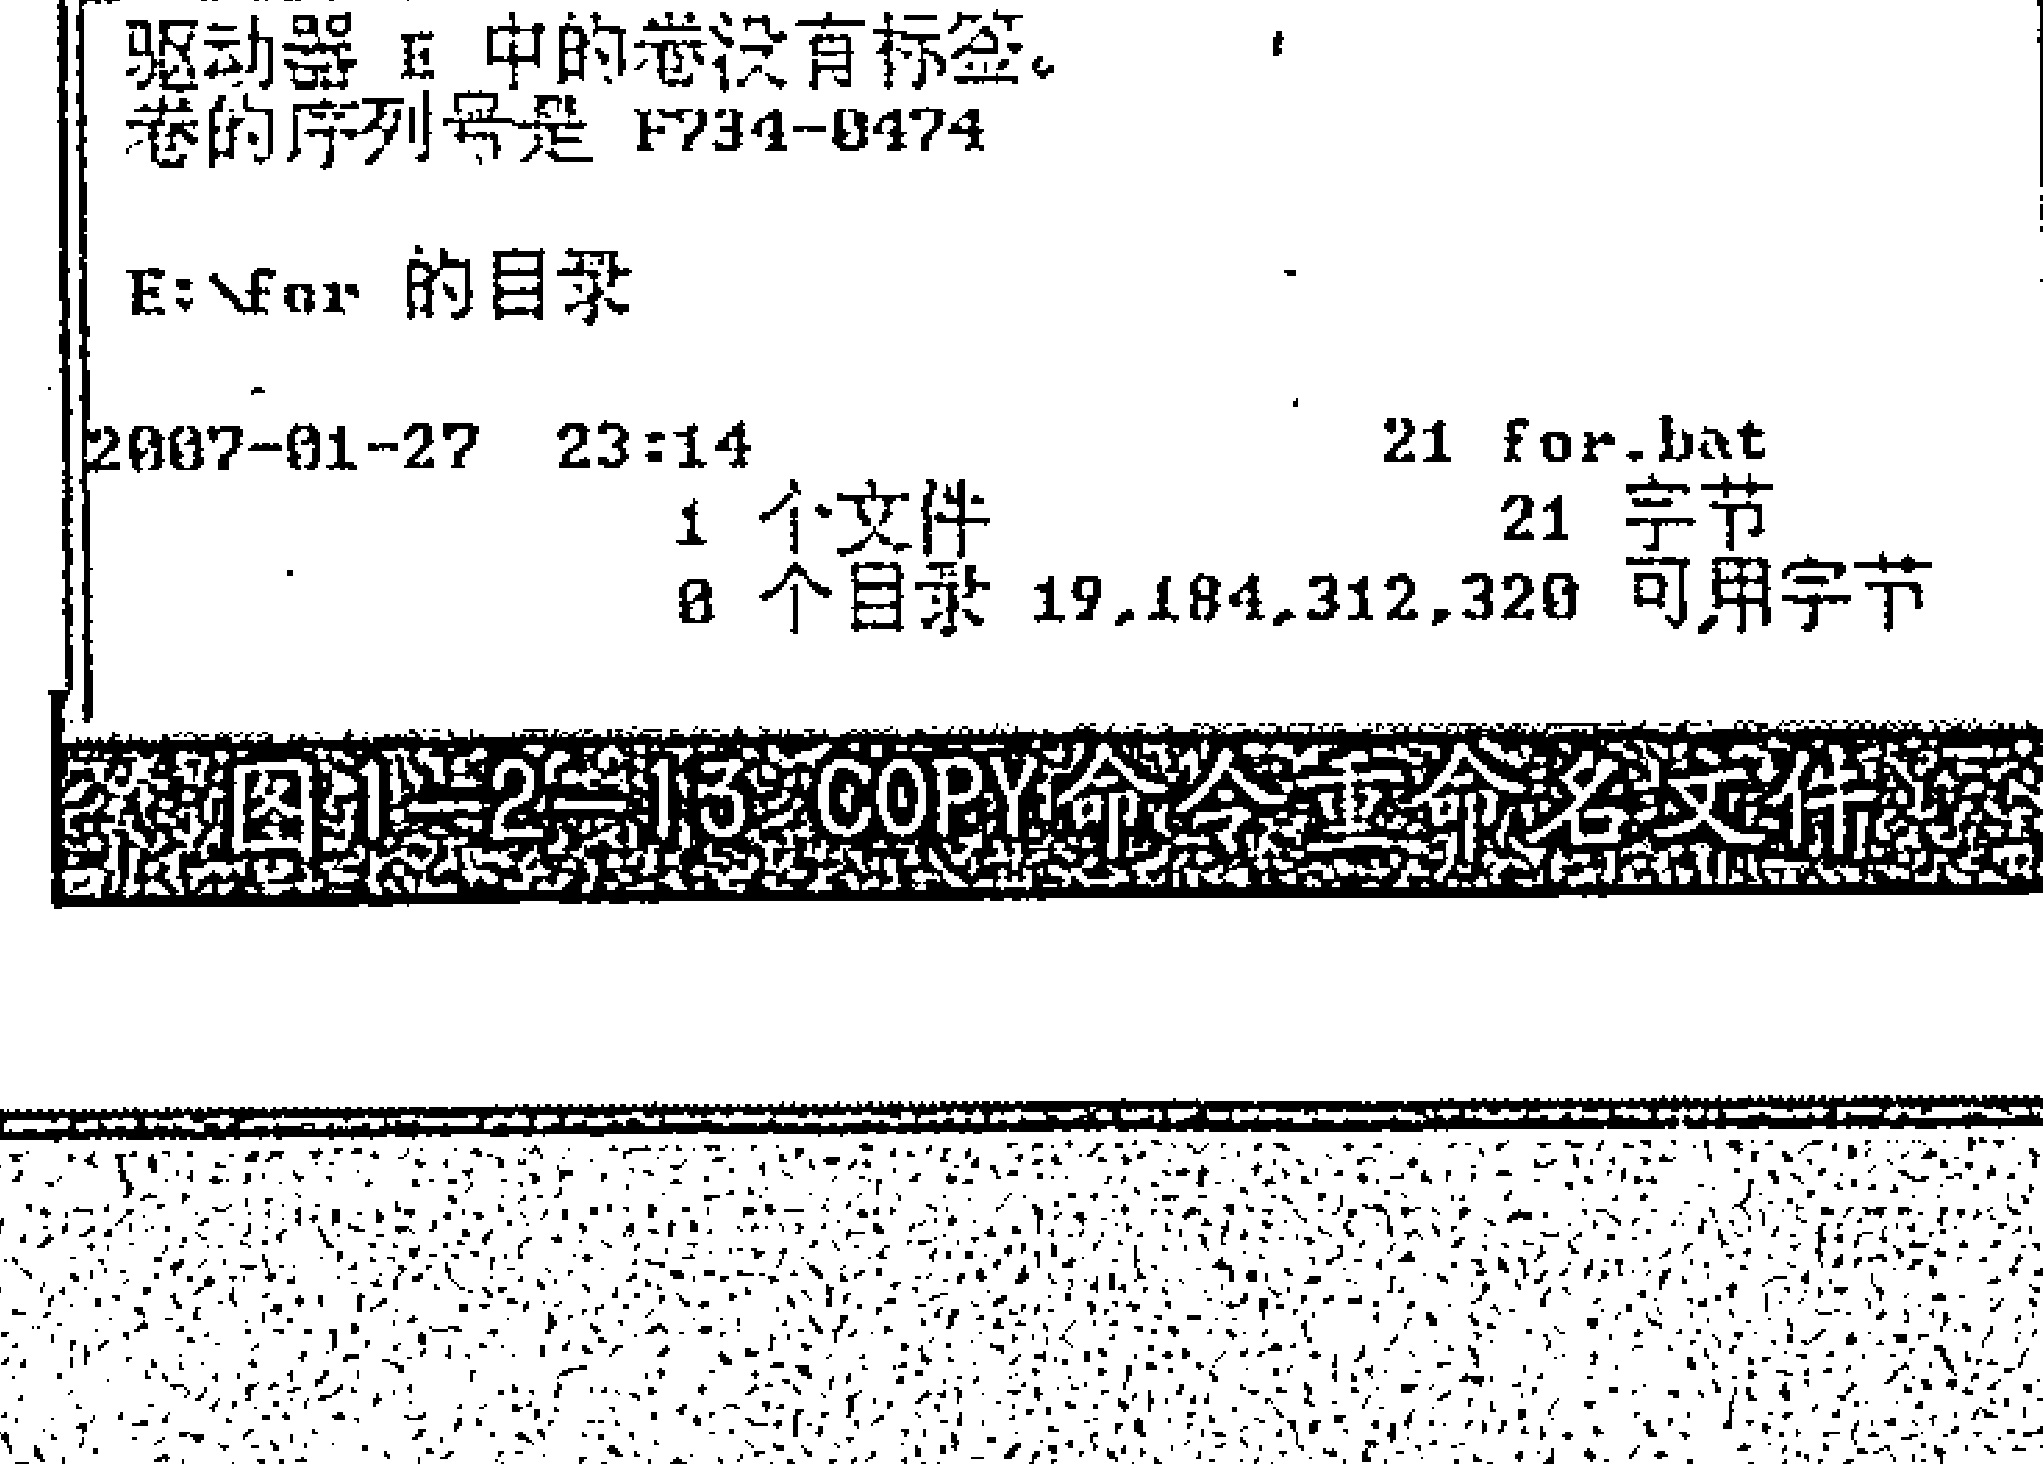 驱动器 E 中的卷没有标签。
卷的序列号是 F734-0474
E:\for 的目录
2007-01-27 23:14 21 for.bat
1 个文件 21 字节
0 个目录 19,184,312,320 可用字节
图1-2-13 COPY命令重命名文件